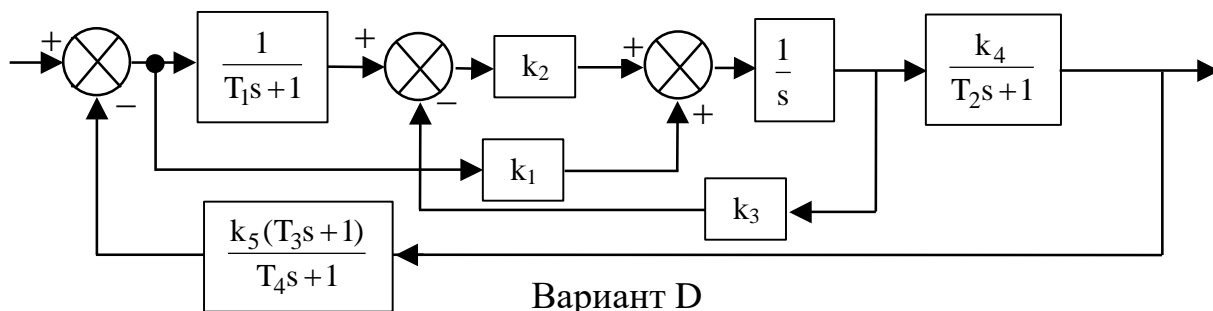 + 1 + + 1 k₄
T₁s+1 k₂ s T₂s+1
− − +
k₁
k₃
k₅(T₃s+1)
T₄s+1
Вариант D